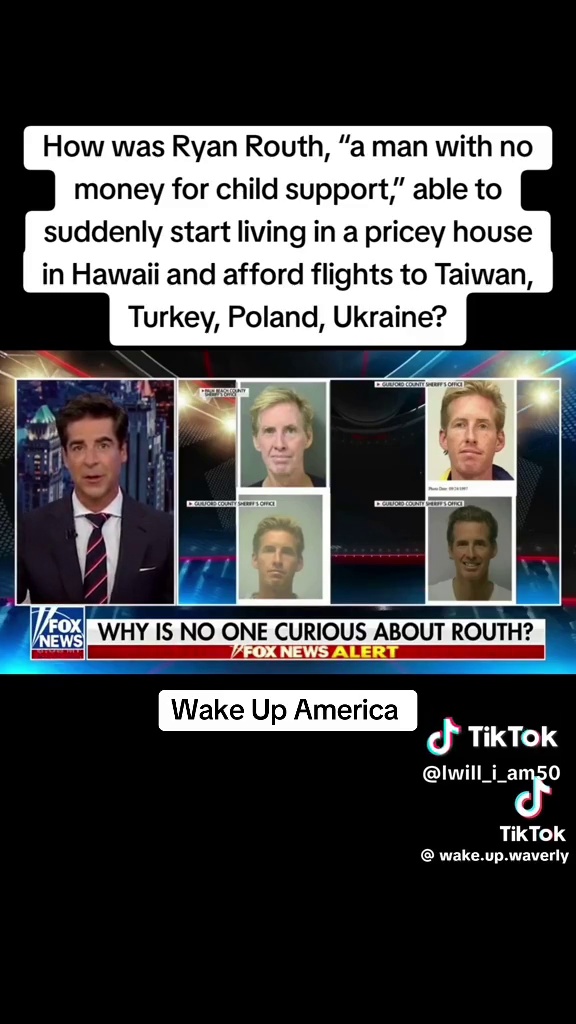 How was Ryan Routh, “a man with no
money for child support,” able to
suddenly start living in a pricey house
in Hawaii and afford flights to Taiwan,
Turkey, Poland, Ukraine?
PALM BEACH COUNTY
SHERIFF'S OFFICE
GUILFORD COUNTY SHERIFF'S OFFICE
GUILFORD COUNTY SHERIFF'S OFFICE
GUILFORD COUNTY SHERIFF'S OFFICE
FOX
NEWS
WHY IS NO ONE CURIOUS ABOUT ROUTH?
FOX NEWS ALERT
Wake Up America
TikTok
@Iwill_i_am50
TikTok
@ wake.up.waverly